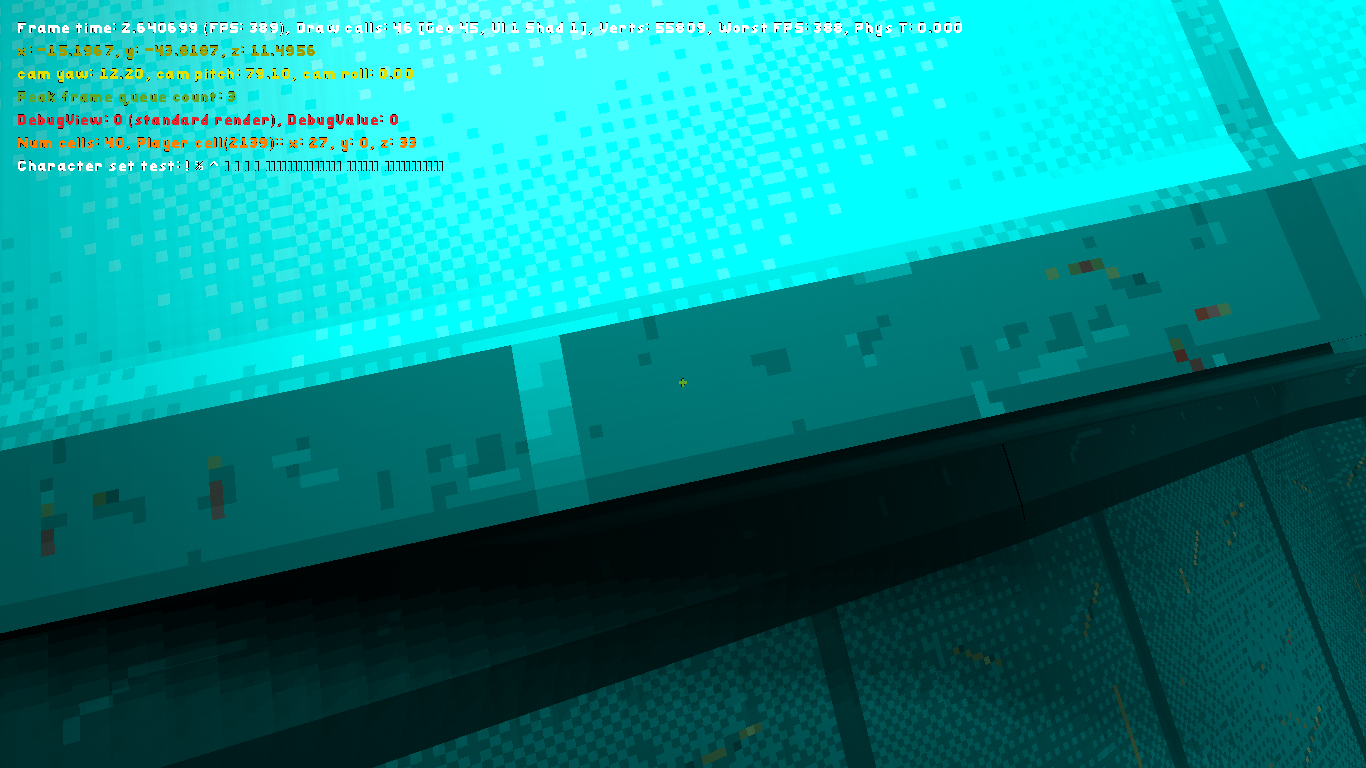 Frame time: 2.640699 (FPS: 389), Draw calls: 46 [Geo 45, UI 1 Shad 1], Verts: 55809, Worst FPS: 388, Phys T: 0.000
x: -15.1967, y: -49.0107, z: 11.4956
cam yaw: 12.20, cam pitch: 79.10, cam roll: 0.00
Peak frame queue count: 3
DebugView: 0 (standard render), DebugValue: 0
Num cells: 40, Player cell(2139): x: 27, y: 0, z: 33
Character set test: ! % ^